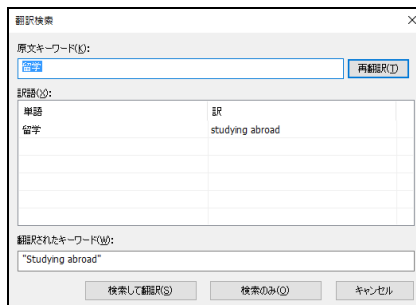 翻訳検索
原文キーワード(K):
留学
再翻訳(T)
訳語(X):
単語 訳
留学 studying abroad
翻訳されたキーワード(W):
"Studying abroad"
検索して翻訳(S) 検索のみ(O) キャンセル